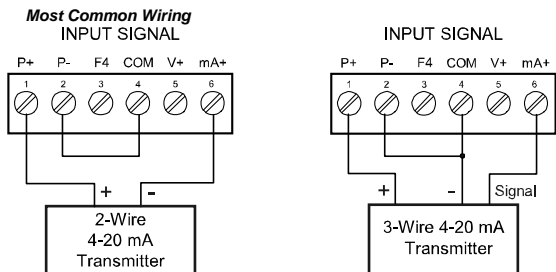 Most Common Wiring
INPUT SIGNAL
P+ P- F4 COM V+ mA+
1 2 3 4 5 6
+ -
2-Wire
4-20 mA
Transmitter
INPUT SIGNAL
P+ P- F4 COM V+ mA+
1 2 3 4 5 6
+ - Signal
3-Wire 4-20 mA
Transmitter